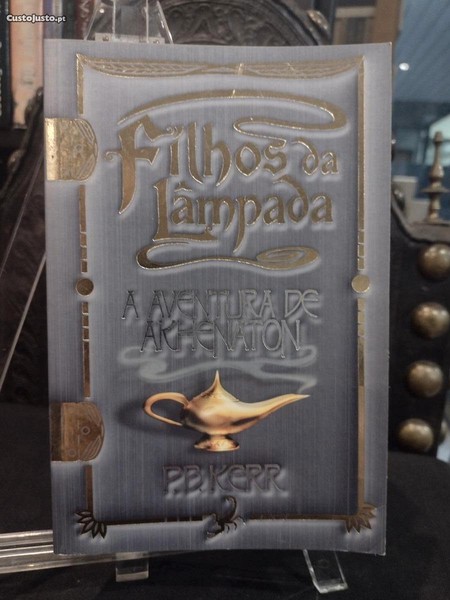 CustoJusto.pt
Filhos da
Lâmpada
A AVENTURA DE
AKHENATON
P.B. KERR